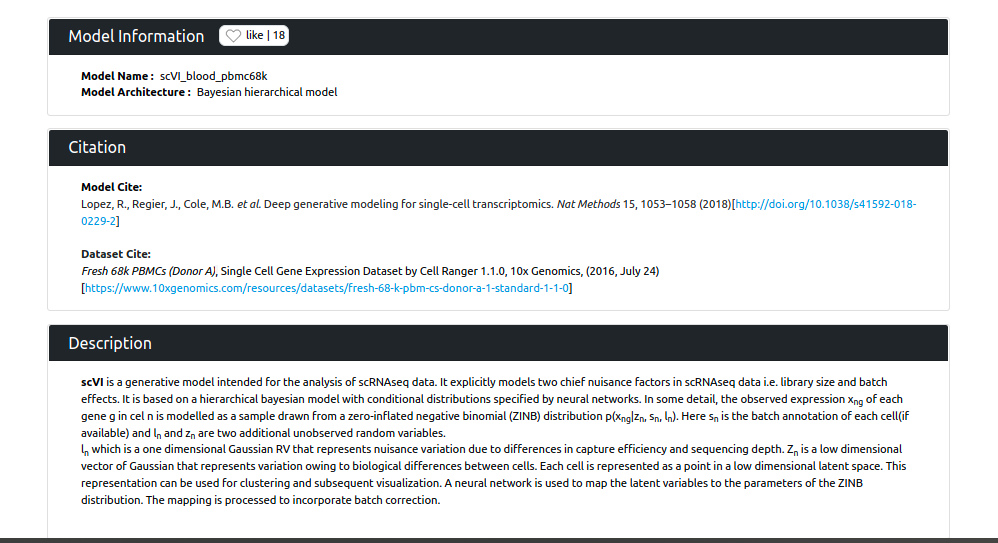 Model Information like | 18
Model Name : scVI_blood_pbmc68k
Model Architecture : Bayesian hierarchical model
Citation
Model Cite:
Lopez, R., Regier, J., Cole, M.B. et al. Deep generative modeling for single-cell transcriptomics. Nat Methods 15, 1053–1058 (2018)[http://doi.org/10.1038/s41592-018-
0229-2]
Dataset Cite:
Fresh 68k PBMCs (Donor A), Single Cell Gene Expression Dataset by Cell Ranger 1.1.0, 10x Genomics, (2016, July 24)
[https://www.10xgenomics.com/resources/datasets/fresh-68-k-pbm-cs-donor-a-1-standard-1-1-0]
Description
scVI is a generative model intended for the analysis of scRNAseq data. It explicitly models two chief nuisance factors in scRNAseq data i.e. library size and batch
effects. It is based on a hierarchical bayesian model with conditional distributions specified by neural networks. In some detail, the observed expression xng of each
gene g in cel n is modelled as a sample drawn from a zero-inflated negative binomial (ZINB) distribution p(xng|zn, sn, ln). Here sn is the batch annotation of each cell(if
available) and ln and zn are two additional unobserved random variables.
ln which is a one dimensional Gaussian RV that represents nuisance variation due to differences in capture efficiency and sequencing depth. Zn is a low dimensional
vector of Gaussian that represents variation owing to biological differences between cells. Each cell is represented as a point in a low dimensional latent space. This
representation can be used for clustering and subsequent visualization. A neural network is used to map the latent variables to the parameters of the ZINB
distribution. The mapping is processed to incorporate batch correction.